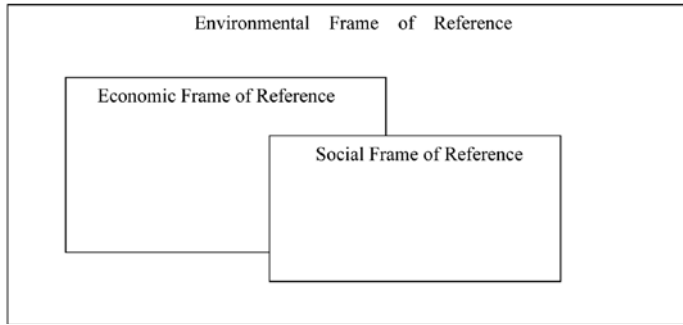 Environmental Frame of Reference
Economic Frame of Reference
Social Frame of Reference